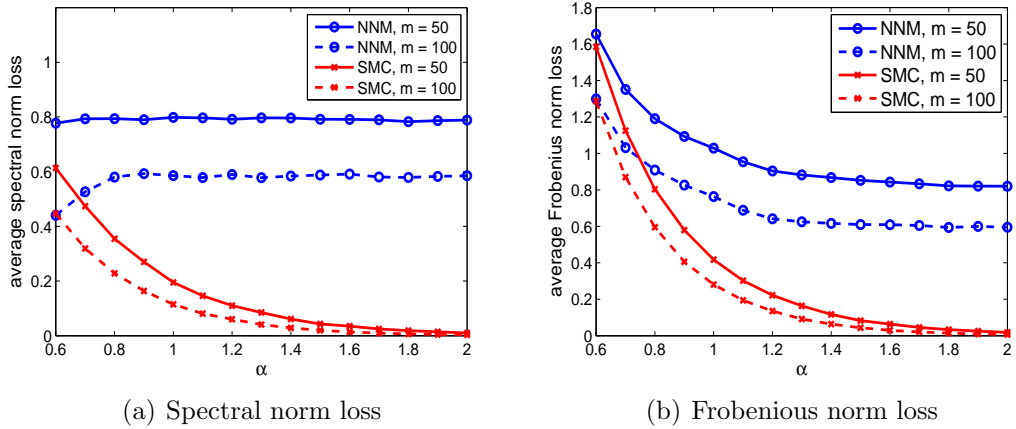 NNM, m = 50
NNM, m = 100
SMC, m = 50
SMC, m = 100
average spectral norm loss
1
0.8
0.6
0.4
0.2
0
0.6 0.8 1 1.2 1.4 1.6 1.8 2
α
(a) Spectral norm loss
NNM, m = 50
NNM, m = 100
SMC, m = 50
SMC, m = 100
average Frobenius norm loss
1.8
1.6
1.4
1.2
1
0.8
0.6
0.4
0.2
0
0.6 0.8 1 1.2 1.4 1.6 1.8 2
α
(b) Frobenious norm loss